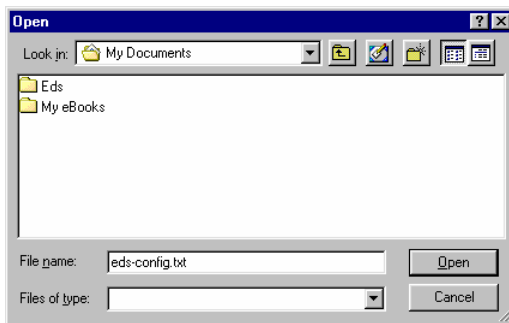 Open
Look in: My Documents
Eds
My eBooks
File name: eds-config.txt Open
Files of type: Cancel